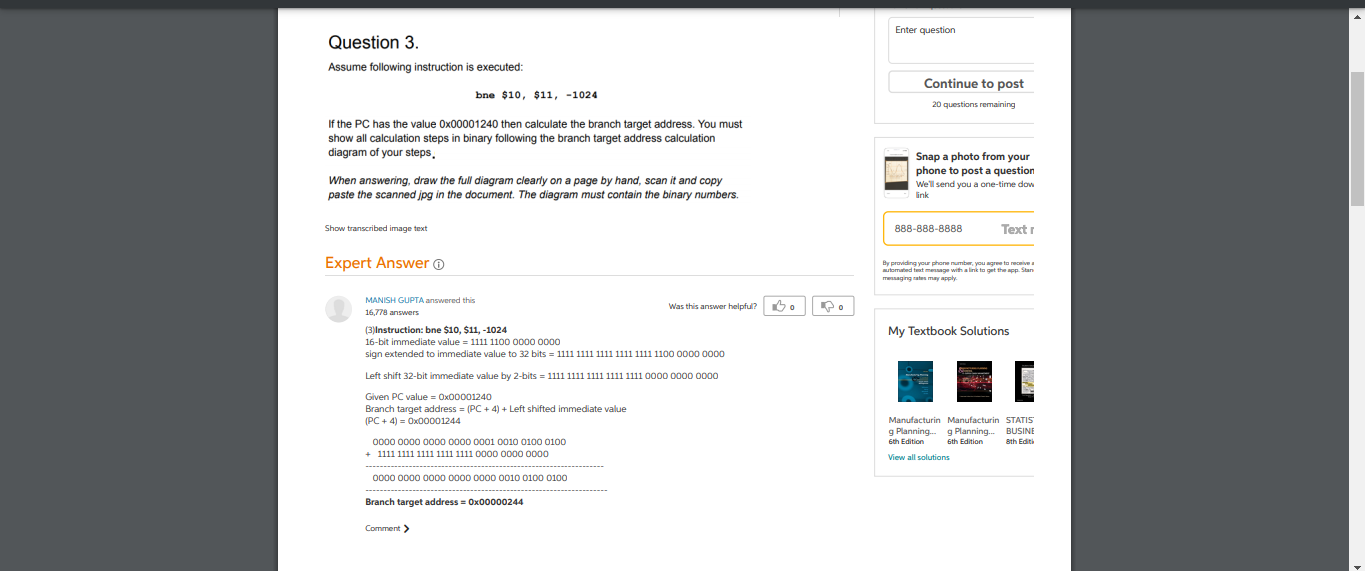 Question 3.
Assume following instruction is executed:
bne $10, $11, -1024
If the PC has the value 0x00001240 then calculate the branch target address. You must
show all calculation steps in binary following the branch target address calculation
diagram of your steps.
When answering, draw the full diagram clearly on a page by hand, scan it and copy
paste the scanned jpg in the document. The diagram must contain the binary numbers.
Show transcribed image text
Expert Answer
MANISH GUPTA answered this
16,778 answers
Was this answer helpful?
0
0
(3)Instruction: bne $10, $11, -1024
16-bit immediate value = 1111 1100 0000 0000
sign extended to immediate value to 32 bits = 1111 1111 1111 1111 1111 1100 0000 0000
Left shift 32-bit immediate value by 2-bits = 1111 1111 1111 1111 1111 0000 0000 0000
Given PC value = 0x00001240
Branch target address = (PC + 4) + Left shifted immediate value
(PC + 4) = 0x00001244
0000 0000 0000 0000 0001 0010 0100 0100
+ 1111 1111 1111 1111 1111 0000 0000 0000
------------------------------------------------------------------
0000 0000 0000 0000 0000 0010 0100 0100
-------------------------------------------------------------------
Branch target address = 0x00000244
Comment
Enter question
Continue to post
20 questions remaining
Snap a photo from your
phone to post a question
We'll send you a one-time dow
link
888-888-8888
Text r
By providing your phone number, you agree to receive a
automated text message with a link to get the app. Stan
messaging rates may apply.
My Textbook Solutions
Manufacturin
g Planning...
6th Edition
Manufacturin
g Planning...
6th Edition
STATIS
BUSINE
8th Editi
View all solutions